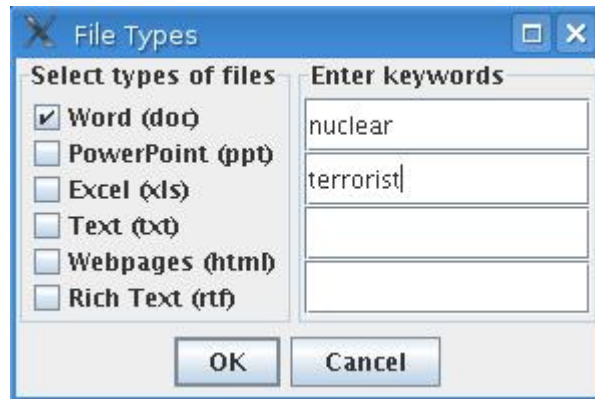 File Types
Select types of files
Word (doc)
PowerPoint (ppt)
Excel (xls)
Text (txt)
Webpages (html)
Rich Text (rtf)
Enter keywords
nuclear
terrorist
OK
Cancel